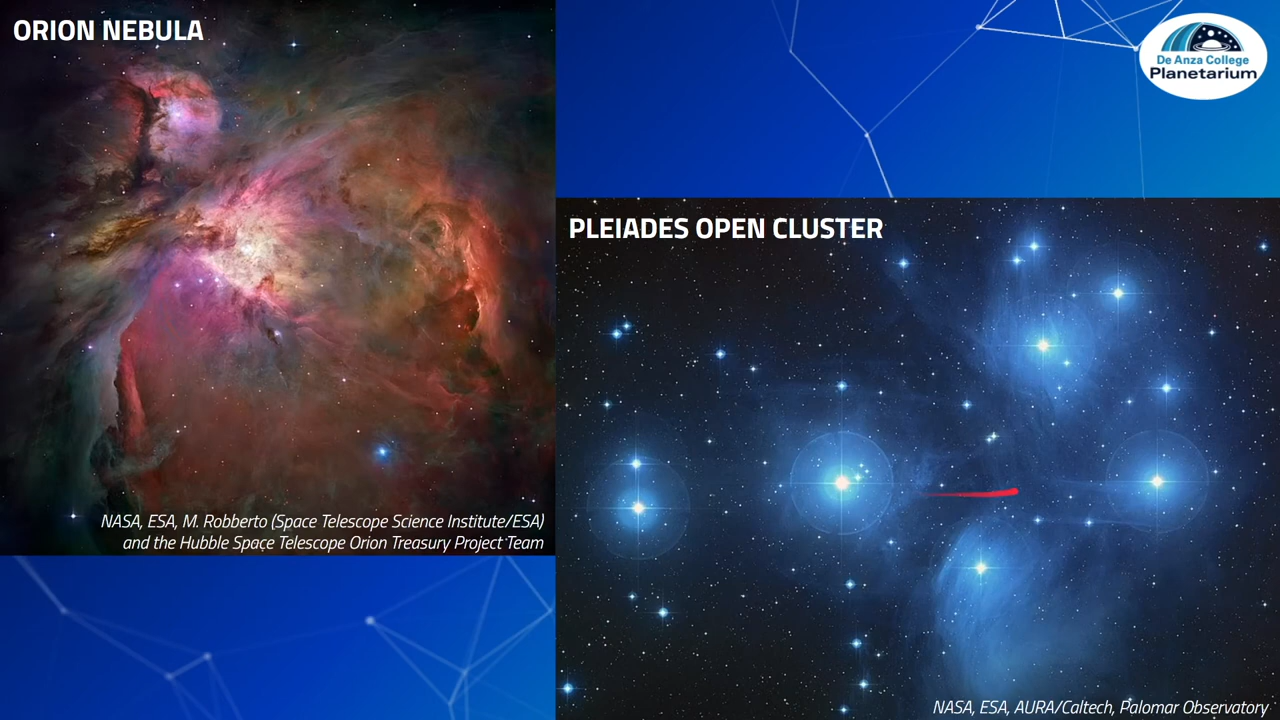 ORION NEBULA
NASA, ESA, M. Robberto (Space Telescope Science Institute/ESA)
and the Hubble Space Telescope Orion Treasury Project Team
De Anza College
Planetarium
PLEIADES OPEN CLUSTER
NASA, ESA, AURA/Caltech, Palomar Observatory